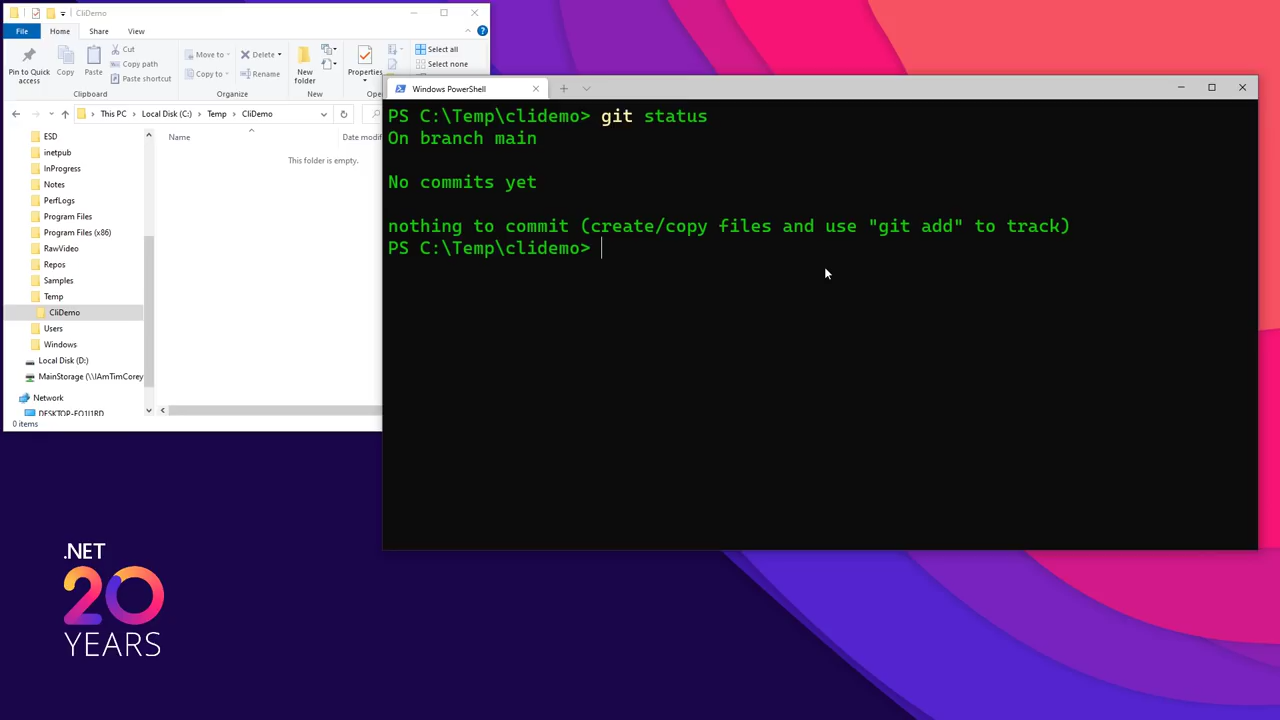 CliDemo
File Home Share View
Pin to Quick access
Copy
Paste
Cut
Copy path
Paste shortcut
Clipboard
Move to
Copy to
Delete
Rename
Organize
New folder
New
Properties
Select all
Select none
This PC > Local Disk (C:) > Temp > CliDemo
ESD
inetpub
InProgress
Notes
PerfLogs
Program Files
Program Files (x86)
RawVideo
Repos
Samples
Temp
CliDemo
Users
Windows
Local Disk (D:)
MainStorage (\\IAmTimCorey
Network
Name
This folder is empty.
0 items
Windows PowerShell
PS C:\Temp\clidemo> git status
On branch main
No commits yet
nothing to commit (create/copy files and use "git add" to track)
PS C:\Temp\clidemo>
.NET
20
YEARS